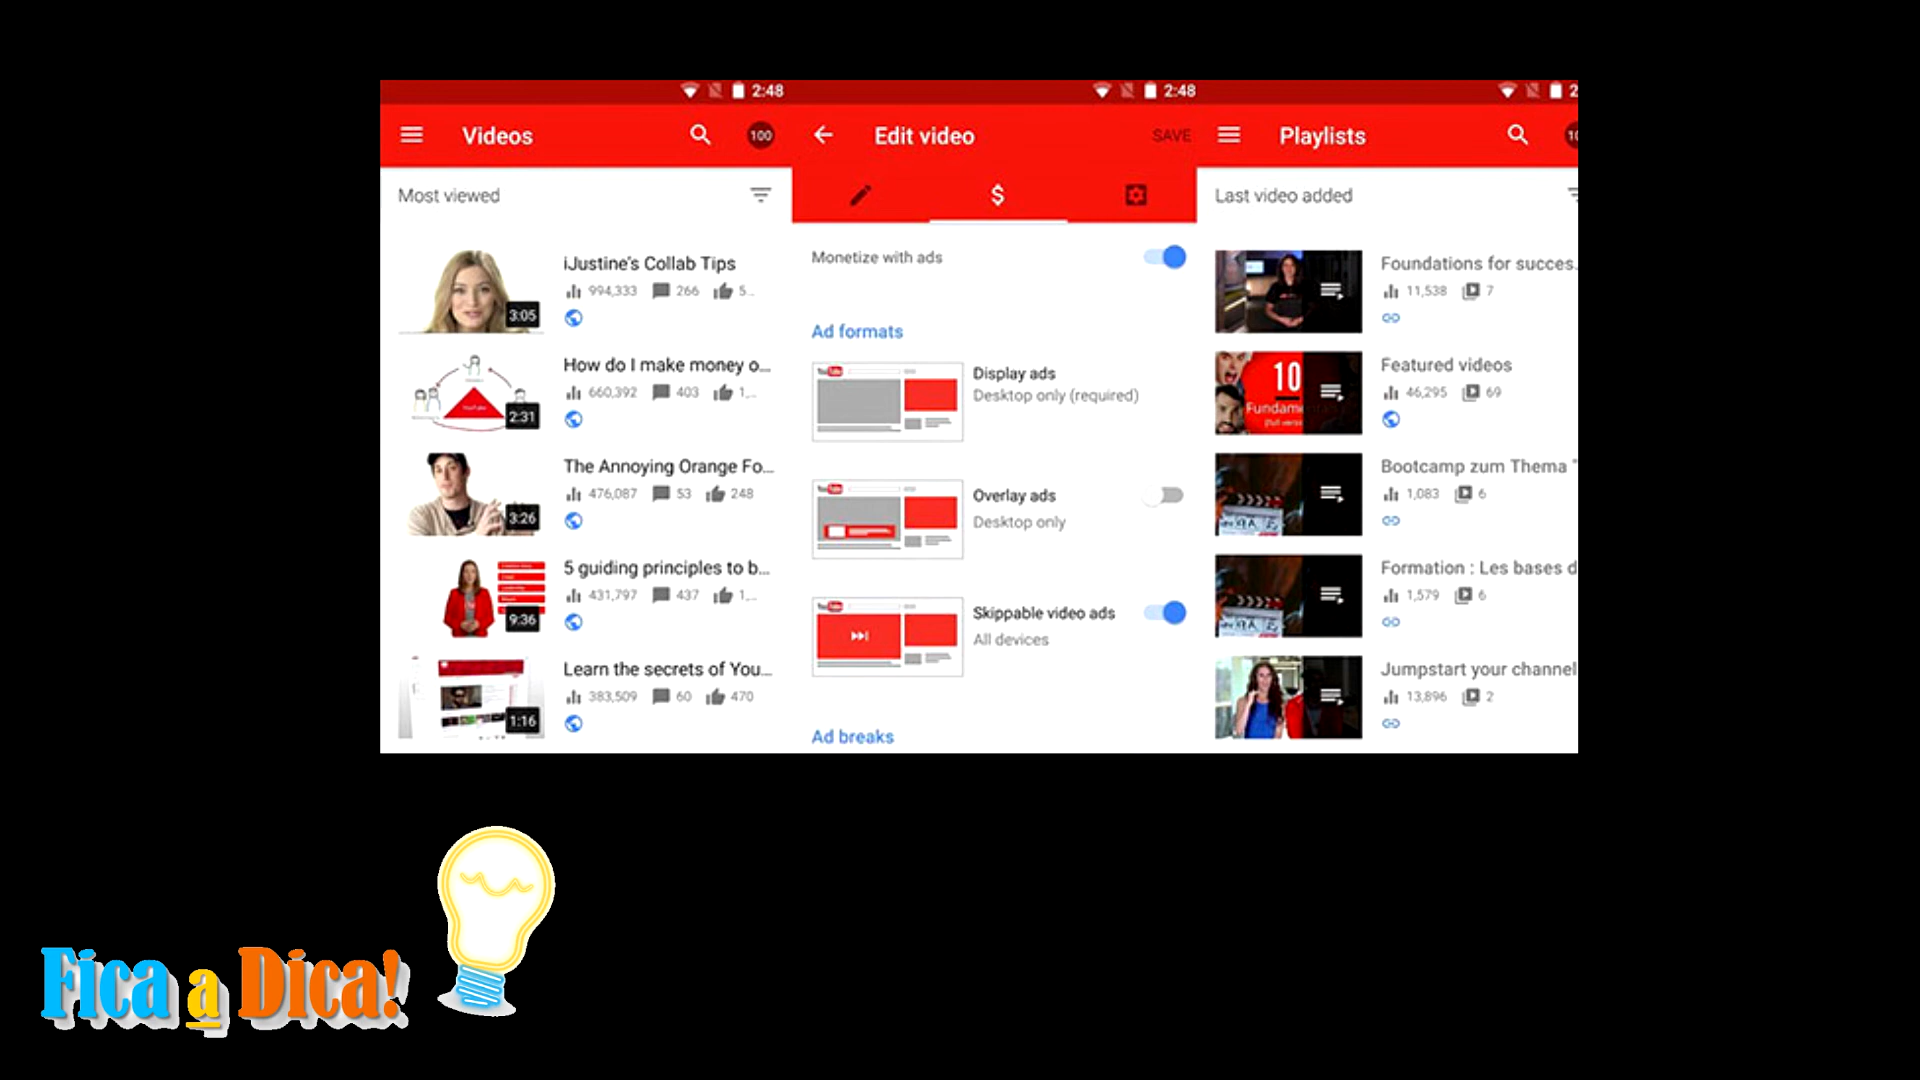 2:48
Videos
100
Most viewed
iJustine's Collab Tips
994,333 266 5..
3:05
How do I make money o...
660,392 403 1,..
2:31
The Annoying Orange Fo...
476,087 53 248
3:26
5 guiding principles to b...
431,797 437 1,..
9:36
Learn the secrets of You...
383,509 60 470
1:16
2:48
Edit video
SAVE
$
Monetize with ads
Ad formats
Display ads
Desktop only (required)
Overlay ads
Desktop only
Skippable video ads
All devices
Ad breaks
2
Playlists
10
Last video added
Foundations for succes.
11,538 7
10
Fundam
Featured videos
46,295 69
Bootcamp zum Thema "
1,083 6
Formation : Les bases d
1,579 6
Jumpstart your channel
13,896 2
Fica a Dica!